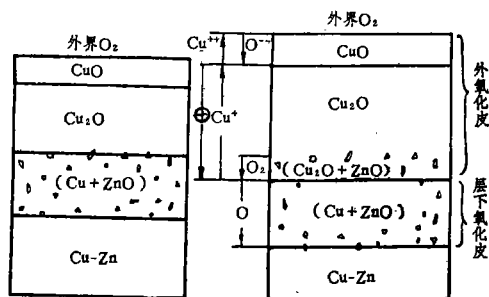 外界O₂
CuO
Cu₂O
(Cu+ZnO)
Cu-Zn
外界O₂
Cu⁺⁺
O⁻⁻
CuO
⊕
Cu⁺
Cu₂O
O₂
(Cu₂O+ZnO)
O
(Cu+ZnO)
Cu-Zn
外氧化皮
层下氧化皮